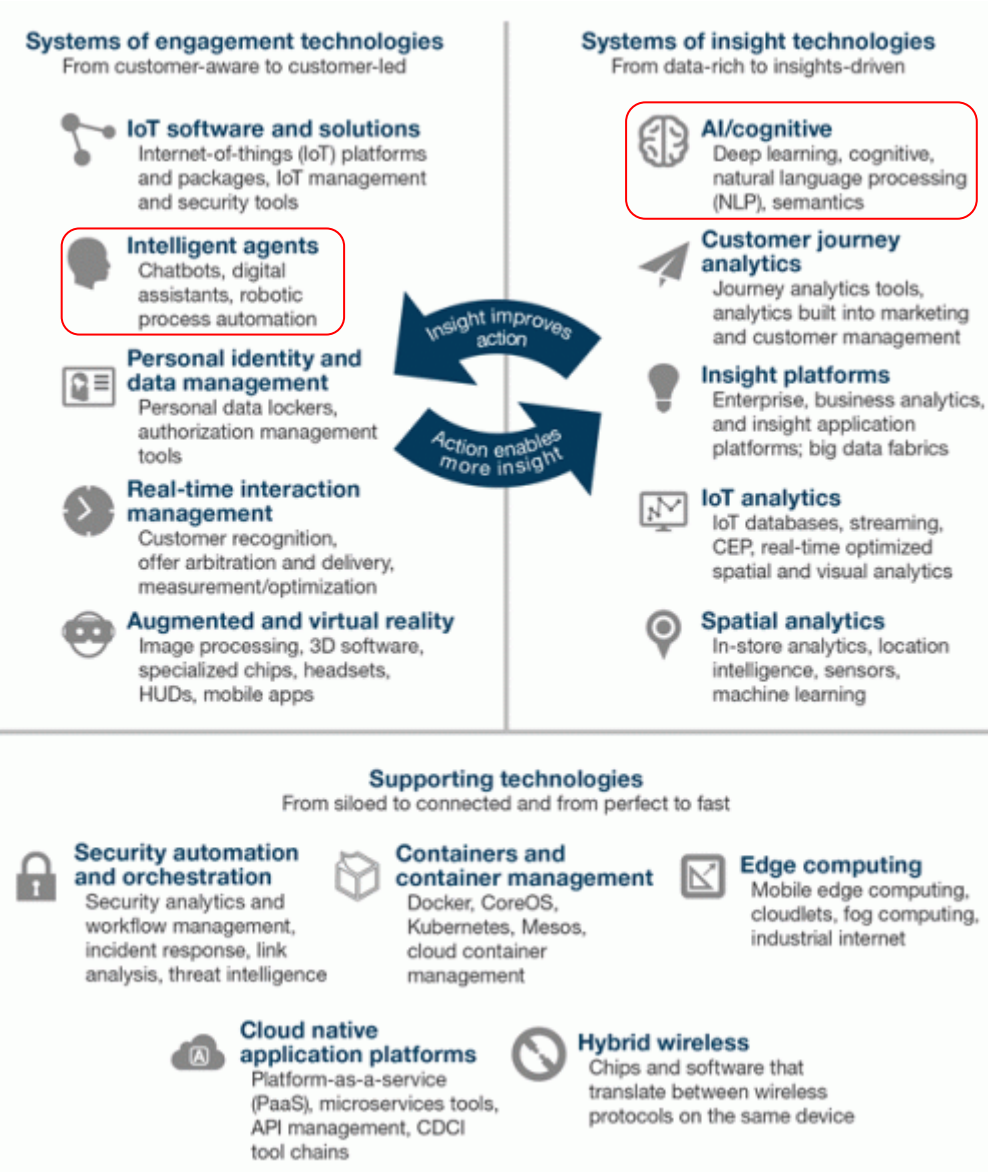 Systems of engagement technologies
From customer-aware to customer-led
IoT software and solutions
Internet-of-things (IoT) platforms
and packages, IoT management
and security tools
Intelligent agents
Chatbots, digital
assistants, robotic
process automation
Personal identity and
data management
Personal data lockers,
authorization management
tools
Real-time interaction
management
Customer recognition,
offer arbitration and delivery,
measurement/optimization
Augmented and virtual reality
Image processing, 3D software,
specialized chips, headsets,
HUDs, mobile apps
Insight improves
action
Action enables
more insight
Systems of insight technologies
From data-rich to insights-driven
AI/cognitive
Deep learning, cognitive,
natural language processing
(NLP), semantics
Customer journey
analytics
Journey analytics tools,
analytics built into marketing
and customer management
Insight platforms
Enterprise, business analytics,
and insight application
platforms; big data fabrics
IoT analytics
IoT databases, streaming,
CEP, real-time optimized
spatial and visual analytics
Spatial analytics
In-store analytics, location
intelligence, sensors,
machine learning
Supporting technologies
From siloed to connected and from perfect to fast
Security automation
and orchestration
Security analytics and
workflow management,
incident response, link
analysis, threat intelligence
Containers and
container management
Docker, CoreOS,
Kubernetes, Mesos,
cloud container
management
Edge computing
Mobile edge computing,
cloudlets, fog computing,
industrial internet
A
Cloud native
application platforms
Platform-as-a-service
(PaaS), microservices tools,
API management, CDCI
tool chains
Hybrid wireless
Chips and software that
translate between wireless
protocols on the same device